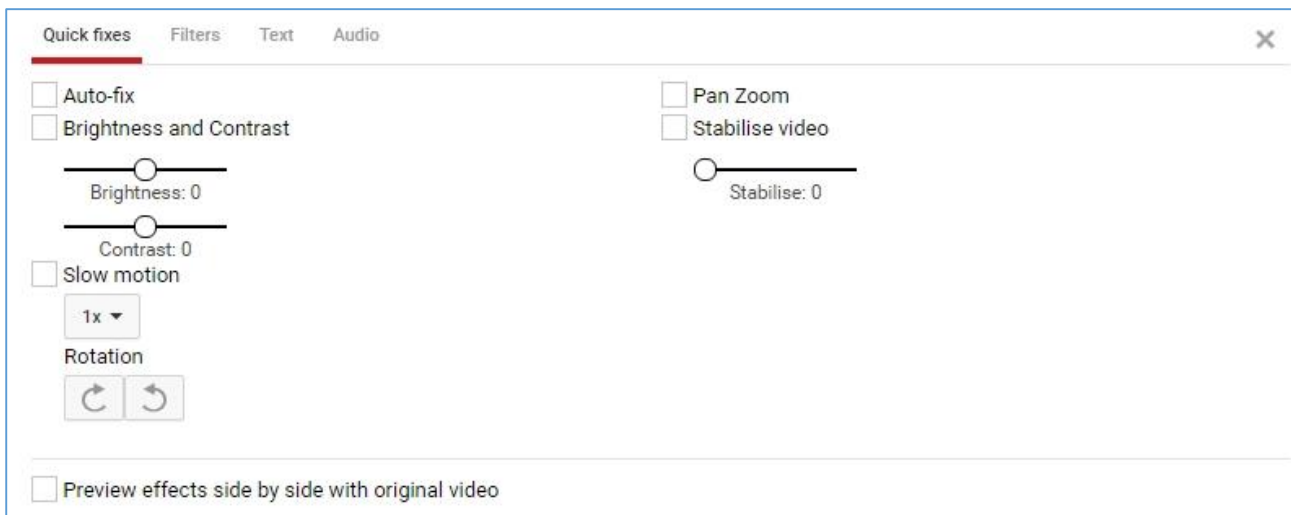 Quick fixes Filters Text Audio
Auto-fix
Brightness and Contrast
Brightness: 0
Contrast: 0
Slow motion
1x
Rotation
Pan Zoom
Stabilise video
Stabilise: 0
Preview effects side by side with original video